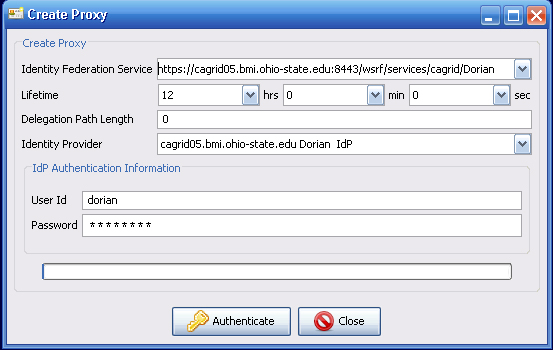 Create Proxy
Create Proxy
Identity Federation Service https://cagrid05.bmi.ohio-state.edu:8443/wsrf/services/cagrid/Dorian
Lifetime 12 hrs 0 min 0 sec
Delegation Path Length 0
Identity Provider cagrid05.bmi.ohio-state.edu Dorian IdP
IdP Authentication Information
User Id dorian
Password ********
Authenticate Close